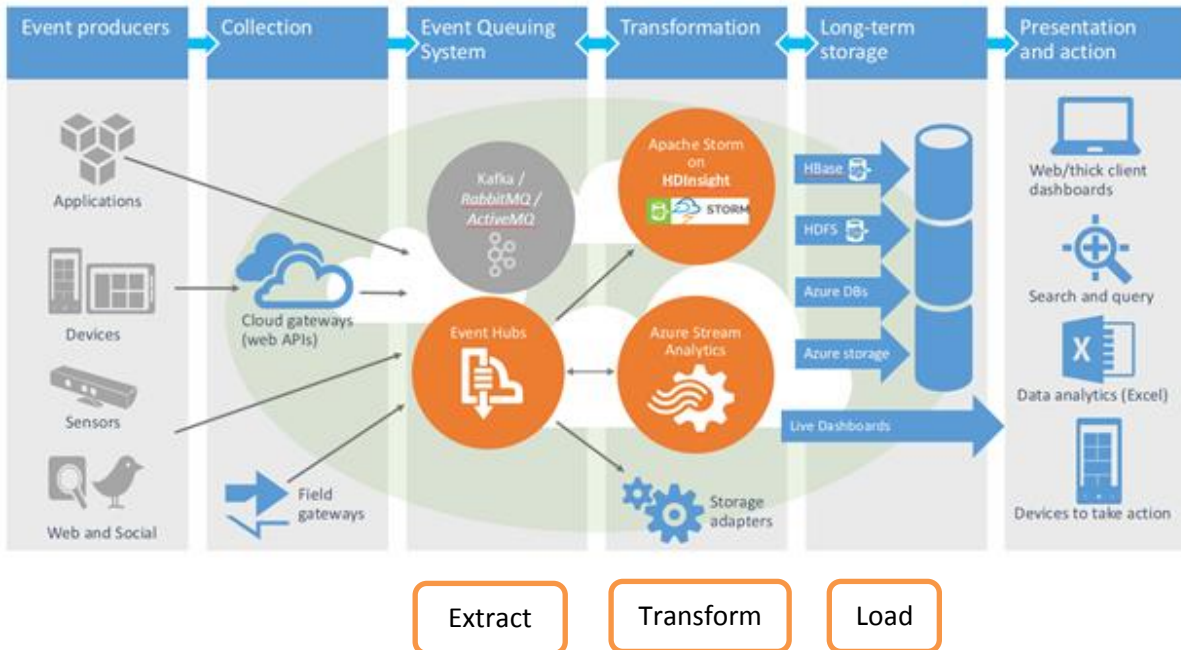 Event producers
Collection
Event Queuing
System
Transformation
Long-term
storage
Presentation
and action
Applications
Devices
Sensors
Web and Social
Cloud gateways
(web APIs)
Field
gateways
Kafka /
RabbitMQ /
ActiveMQ
Event Hubs
Apache Storm
on
HDInsight
STORM
Azure Stream
Analytics
Storage
adapters
HBase
HDFS
Azure DBs
Azure storage
Live Dashboards
Web/thick client
dashboards
Search and query
X
Data analytics (Excel)
Devices to take action
Extract
Transform
Load